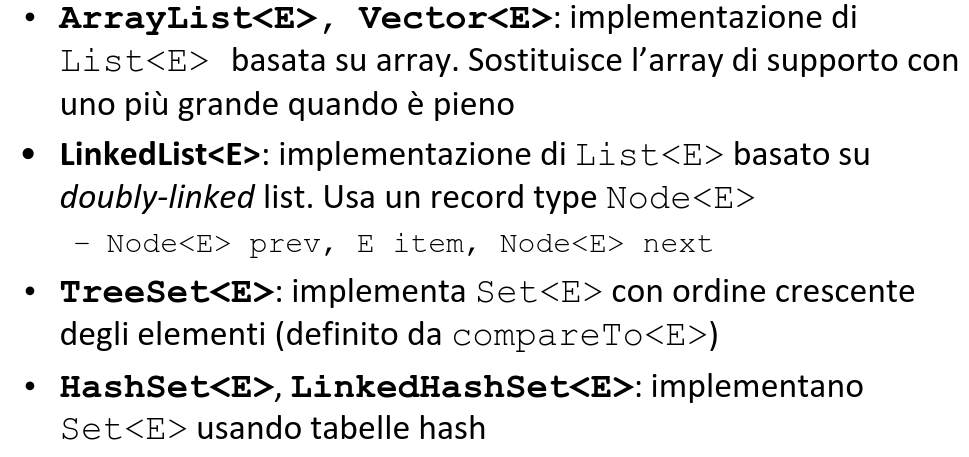 • ArrayList<E>, Vector<E>: implementazione di
List<E> basata su array. Sostituisce l’array di supporto con
uno più grande quando è pieno
• LinkedList<E>: implementazione di List<E> basato su
doubly-linked list. Usa un record type Node<E>
– Node<E> prev, E item, Node<E> next
• TreeSet<E>: implementa Set<E> con ordine crescente
degli elementi (definito da compareTo<E>)
• HashSet<E>, LinkedHashSet<E>: implementano
Set<E> usando tabelle hash